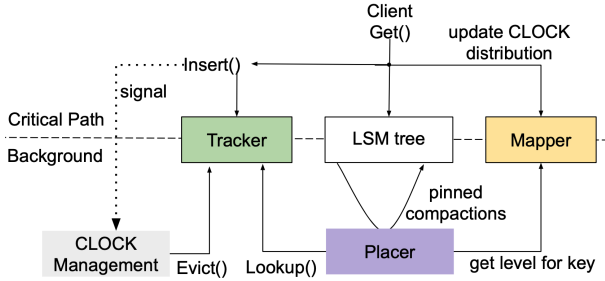 Client
Get()
update CLOCK
distribution
Insert()
signal
Critical Path
Tracker
LSM tree
Mapper
Background
pinned
compactions
CLOCK
Management
Evict()
Lookup()
Placer
get level for key